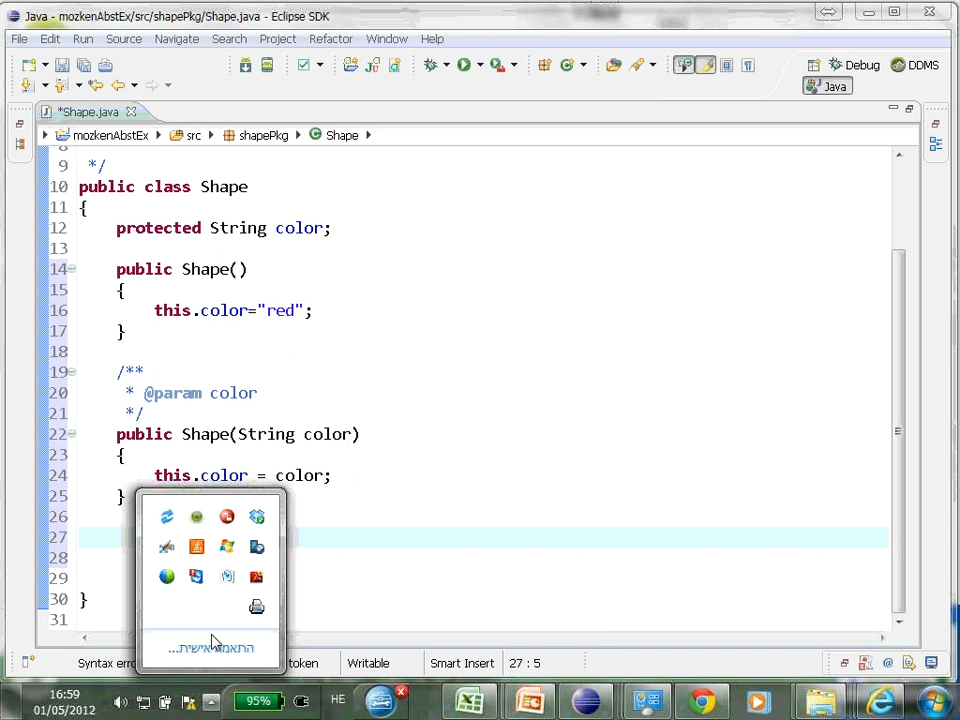 Java - mozkenAbstEx/src/shapePkg/Shape.java - Eclipse SDK
File Edit Run Source Navigate Search Project Refactor Window Help
Debug DDMS
Java
*Shape.java
mozkenAbstEx src shapePkg Shape
8
9 */
10 public class Shape
11 {
12 protected String color;
13
14 public Shape()
15 {
16 this.color="red";
17 }
18
19 /**
20 * @param color
21 */
22 public Shape(String color)
23 {
24 this.color = color;
25 }
26
27
28
29
30 }
31
התאמה אישית...
Syntax token Writable Smart Insert 27 : 5
16:59
01/05/2012
95%
HE